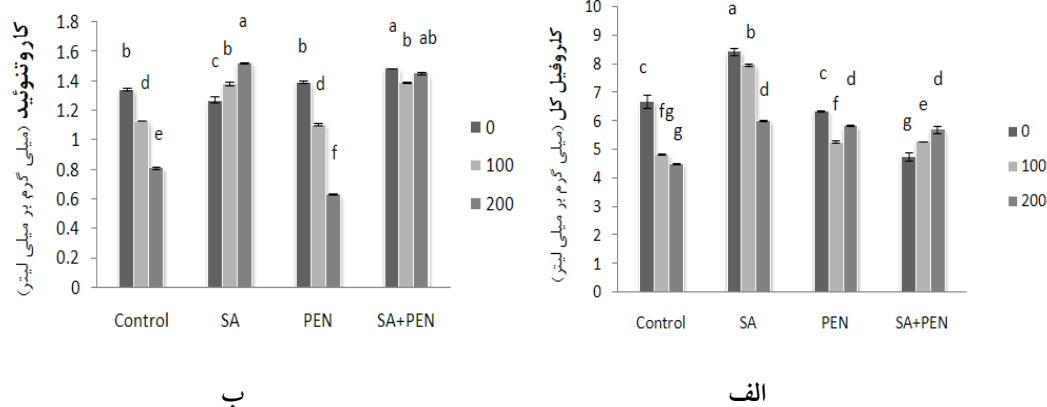 کاروتنوئید (میلی گرم بر میلی لیتر)
1.8
1.6
1.4
1.2
1
0.8
0.6
0.4
0.2
0
b
d
e
c
b
a
b
d
f
a
b
ab
Control
SA
PEN
SA+PEN
0
100
200
ب
کلروفیل کل (میلی گرم بر میلی لیتر)
10
9
8
7
6
5
4
3
2
1
0
c
fg
g
a
b
d
c
f
d
g
e
d
Control
SA
PEN
SA+PEN
0
100
200
الف